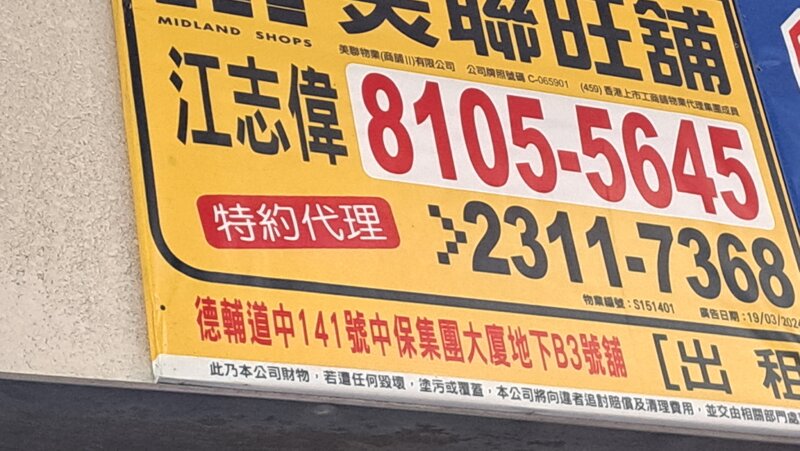 美聯旺舖
MIDLAND SHOPS
美聯物業(商舖II)有限公司 公司牌照號碼 C-065901 (459) 香港上市工商舖物業代理集團成員
江志偉 8105-5645
特約代理 2311-7368
物業編號：S151401 廣告日期：19/03/2024
德輔道中141號中保集團大廈地下B3號舖 [出租
此乃本公司財物，若遭任何毀壞，塗污或覆蓋，本公司將向違者追討賠償及清理費用，並交由相關部門處